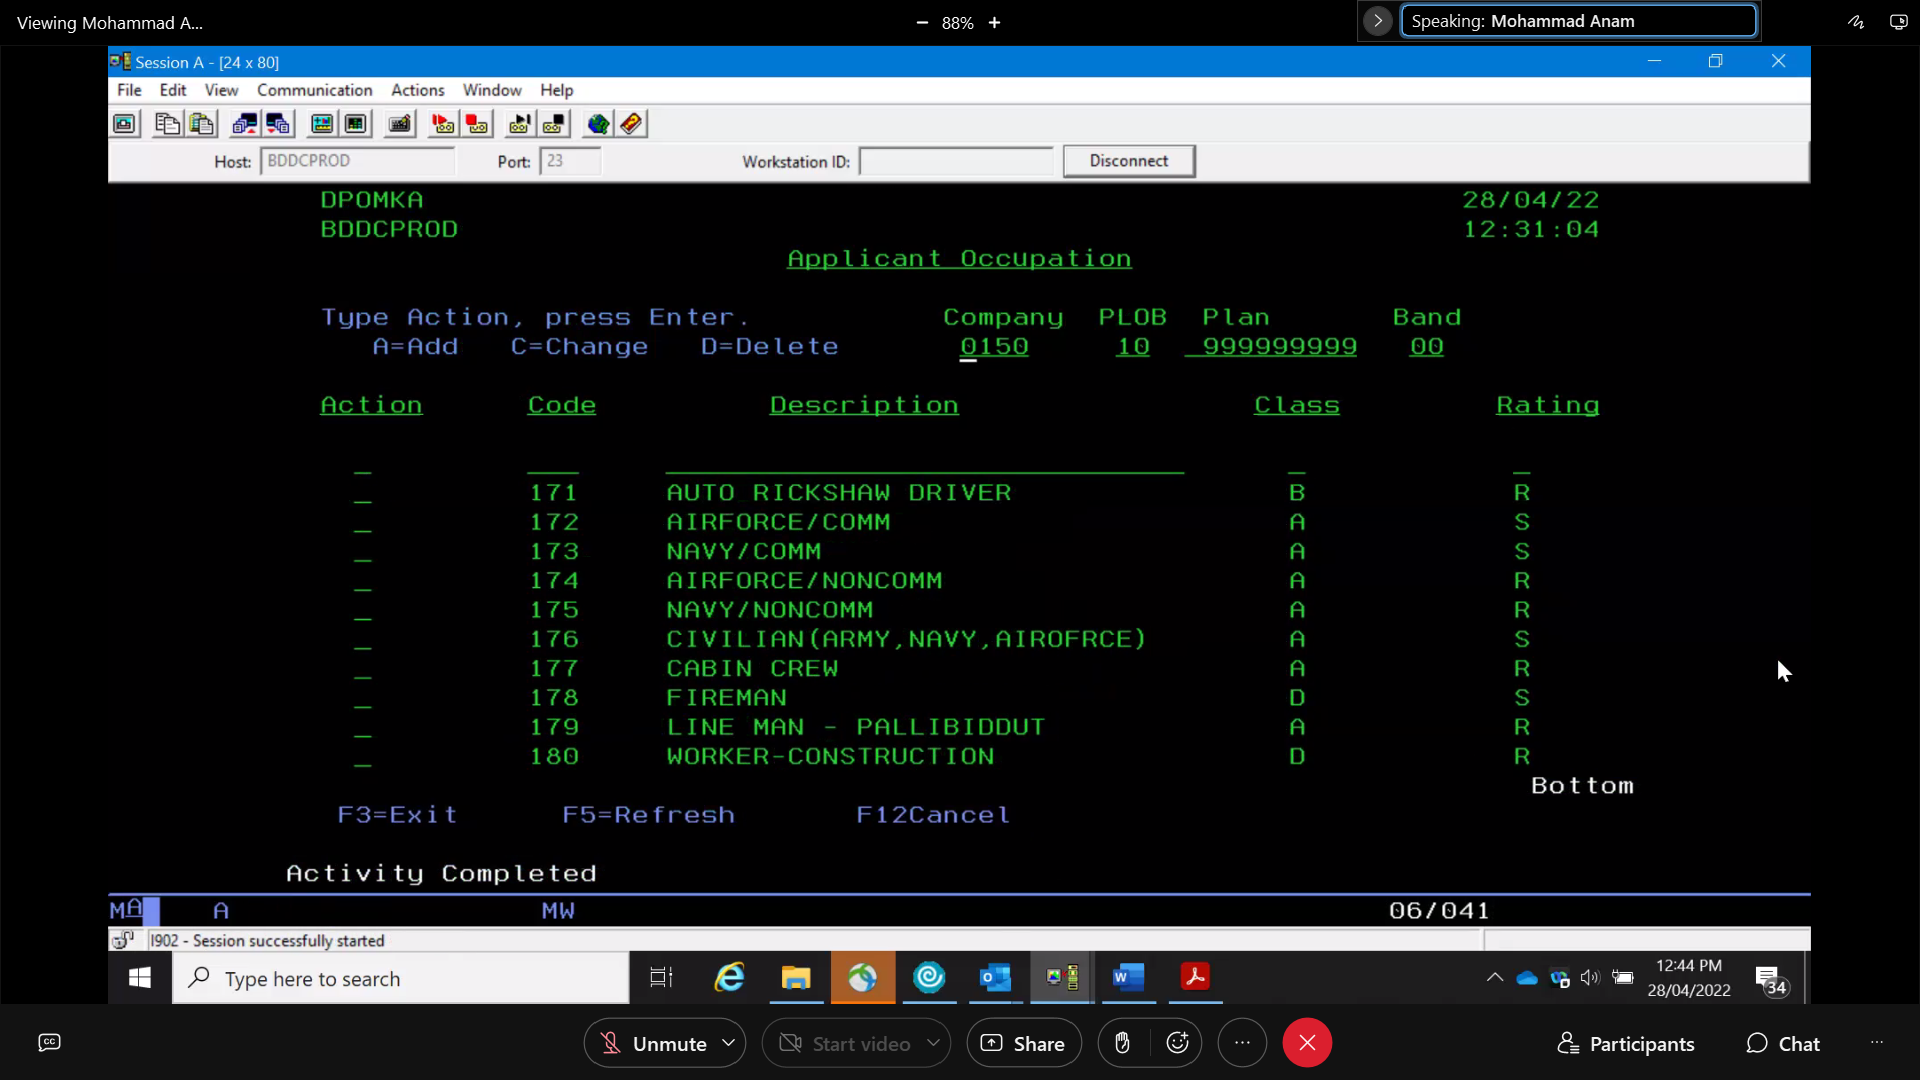 Viewing Mohammad A...
88%
Speaking: Mohammad Anam
Session A - [24 x 80]
File Edit View Communication Actions Window Help
Host: BDDCPROD Port: 23 Workstation ID: Disconnect
DPOMKA 28/04/22
BDDCPROD 12:31:04
Applicant Occupation
Type Action, press Enter. Company PLOB Plan Band
A=Add C=Change D=Delete 0150 10 999999999 00
Action Code Description Class Rating
171 AUTO RICKSHAW DRIVER B R
172 AIRFORCE/COMM A S
173 NAVY/COMM A S
174 AIRFORCE/NONCOMM A R
175 NAVY/NONCOMM A R
176 CIVILIAN(ARMY,NAVY,AIROFRCE) A S
177 CABIN CREW A R
178 FIREMAN D S
179 LINE MAN - PALLIBIDDUT A R
180 WORKER-CONSTRUCTION D R
Bottom
F3=Exit F5=Refresh F12Cancel
Activity Completed
MA A MW 06/041
I902 - Session successfully started
Type here to search
12:44 PM
28/04/2022
34
Unmute Start video Share Participants Chat